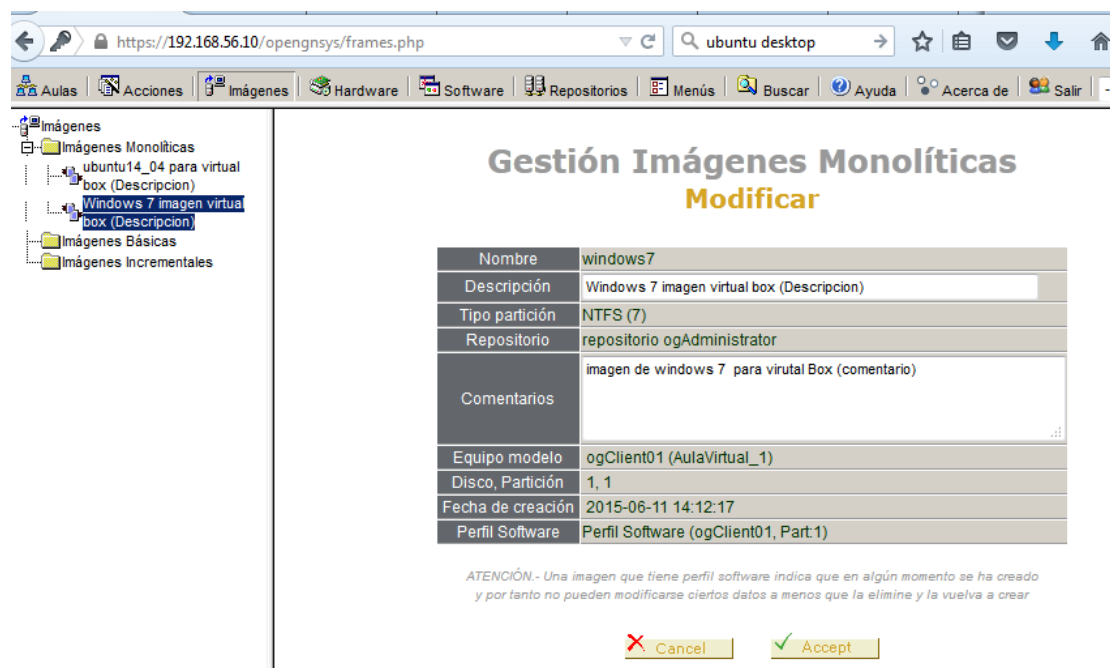 https://192.168.56.10/opengnsys/frames.php
ubuntu desktop
Aulas
Acciones
Imágenes
Hardware
Software
Repositorios
Menús
Buscar
Ayuda
Acerca de
Salir
Imágenes
Imágenes Monolíticas
ubuntu14_04 para virtual
box (Descripcion)
Windows 7 imagen virtual
box (Descripcion)
Imágenes Básicas
Imágenes Incrementales
Gestión Imágenes Monolíticas
Modificar
Nombre windows7
Descripción Windows 7 imagen virtual box (Descripcion)
Tipo partición NTFS (7)
Repositorio repositorio ogAdministrator
Comentarios imagen de windows 7 para virutal Box (comentario)
Equipo modelo ogClient01 (AulaVirtual_1)
Disco, Partición 1, 1
Fecha de creación 2015-06-11 14:12:17
Perfil Software Perfil Software (ogClient01, Part:1)
ATENCIÓN.- Una imagen que tiene perfil software indica que en algún momento se ha creado
y por tanto no pueden modificarse ciertos datos a menos que la elimine y la vuelva a crear
Cancel
Accept